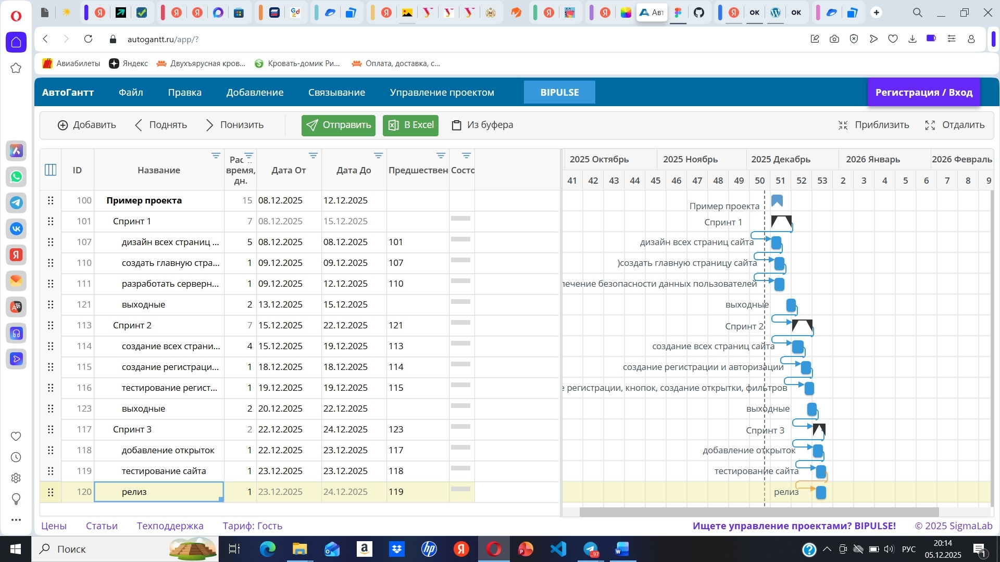 Авт
ОК
ОК
autogantt.ru/app/?
Авиабилеты
Яндекс
Двухъярусная кров...
Кровать-домик Ри...
Оплата, доставка, с...
АвтоГантт
Файл
Правка
Добавление
Связывание
Управление проектом
BIPULSE
Регистрация / Вход
Добавить
Поднять
Понизить
Отправить
В Excel
Из буфера
Приблизить
Отдалить
ID
Название
время, дн.
Дата От
Дата До
Предшествен
Состо
2025 Октябрь 2025 Ноябрь 2025 Декабрь 2026 Январь 2026 Февраль
41 42 43 44 45 46 47 48 49 50 51 52 53 2 3 4 5 6 7 8 9
100 Пример проекта 15 08.12.2025 12.12.2025 Пример проекта
101 Спринт 1 7 08.12.2025 15.12.2025 Спринт 1
107 дизайн всех страниц ... 5 08.12.2025 08.12.2025 101 дизайн всех страниц сайта
110 создать главную стра... 1 09.12.2025 09.12.2025 107 )создать главную страницу сайта
111 разработать серверн... 1 09.12.2025 12.12.2025 110 печение безопасности данных пользователей
121 выходные 2 13.12.2025 15.12.2025 выходные
113 Спринт 2 7 15.12.2025 22.12.2025 121 Спринт 2
114 создание всех страни... 4 15.12.2025 19.12.2025 113 создание всех страниц сайта
115 создание регистраци... 1 18.12.2025 18.12.2025 114 создание регистрации и авторизации
116 тестирование регист... 1 19.12.2025 19.12.2025 115 е регистрации, кнопок, создание открытки, фильтров
123 выходные 2 20.12.2025 22.12.2025 выходные
117 Спринт 3 2 22.12.2025 24.12.2025 123 Спринт 3
118 добавление открыток 1 22.12.2025 23.12.2025 117 добавление открыток
119 тестирование сайта 1 23.12.2025 23.12.2025 118 тестирование сайта
120 релиз 1 23.12.2025 24.12.2025 119 релиз
Цены
Статьи
Техподдержка
Тариф: Гость
Ищете управление проектами? BIPULSE!
© 2025 SigmaLab
Поиск
РУС
20:14
05.12.2025
1